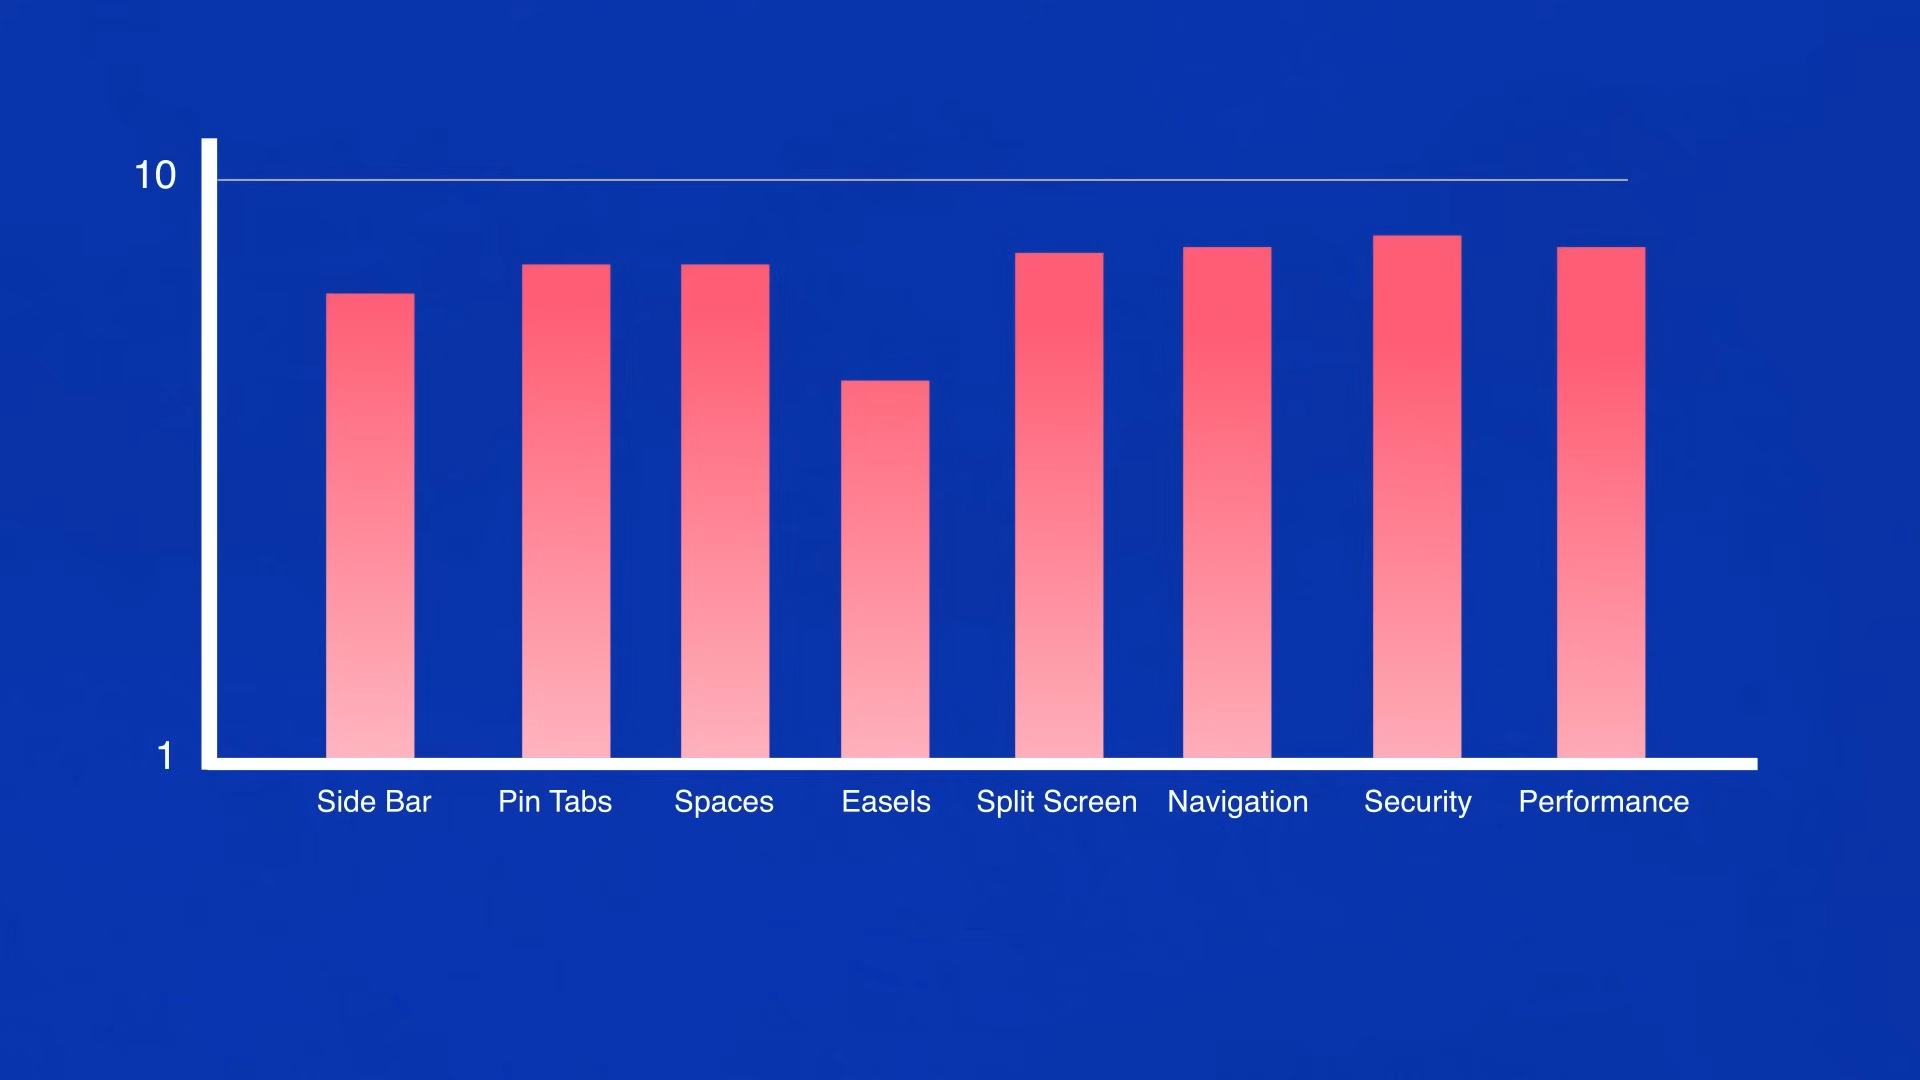 10
1
Side Bar
Pin Tabs
Spaces
Easels
Split Screen
Navigation
Security
Performance